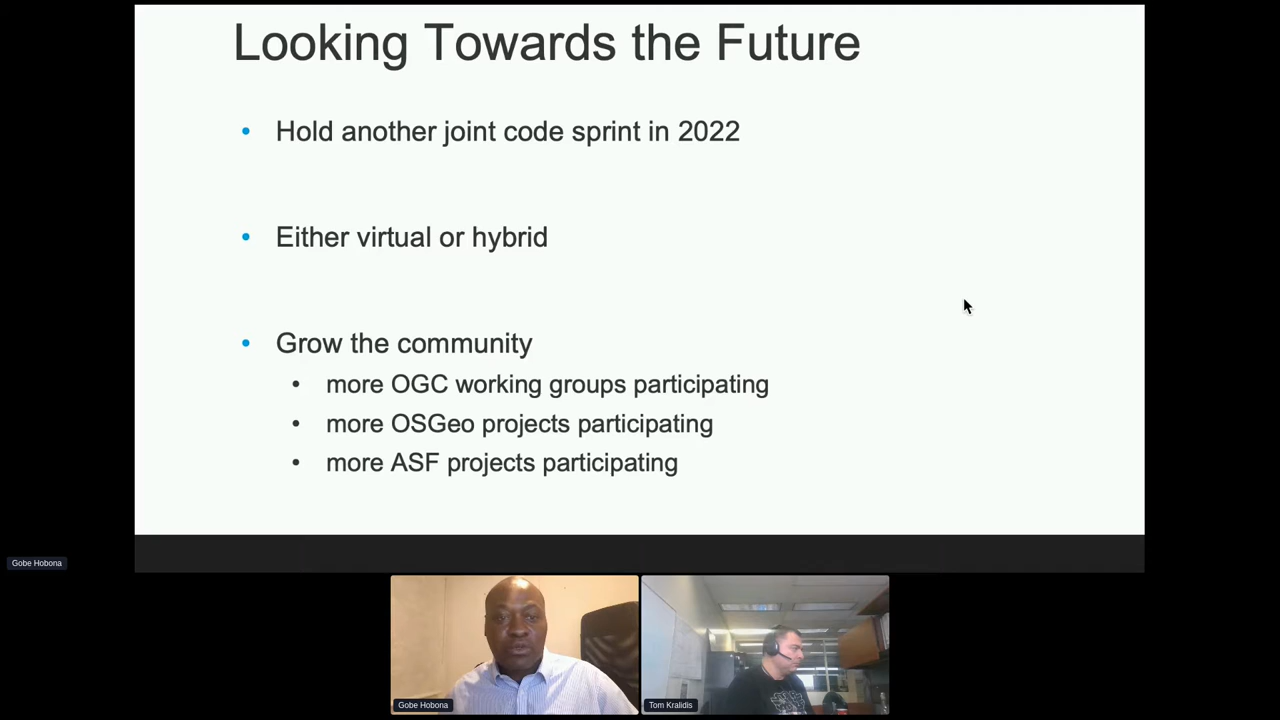 Looking Towards the Future
• Hold another joint code sprint in 2022
• Either virtual or hybrid
• Grow the community
• more OGC working groups participating
• more OSGeo projects participating
• more ASF projects participating
Gobe Hobona
Gobe Hobona
Tom Kralidis